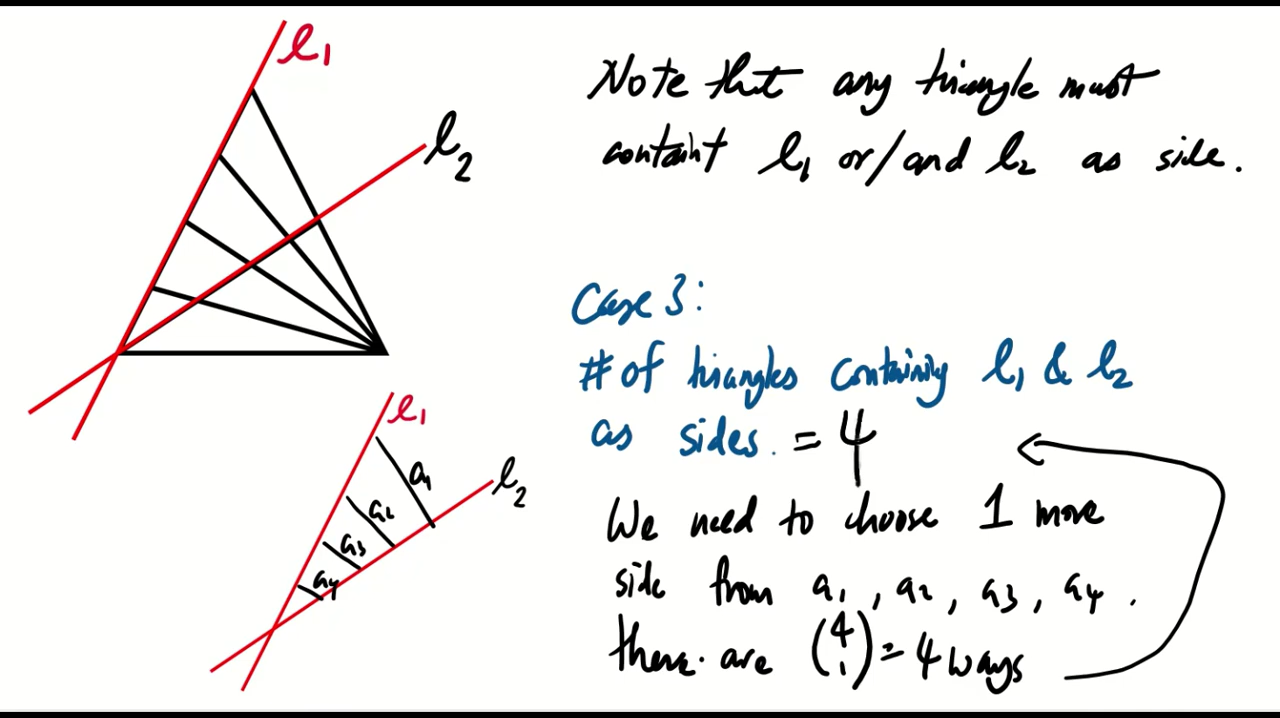 l1
l2
Note that any triangle must
containt l1 or/and l2 as side.
Case 3:
# of triangles containing l1 & l2
as sides. = 4
l1
l2
a1
a2
a3
a4
We need to choose 1 more
side from a1, a2, a3, a4.
there. are (4 1) = 4 ways